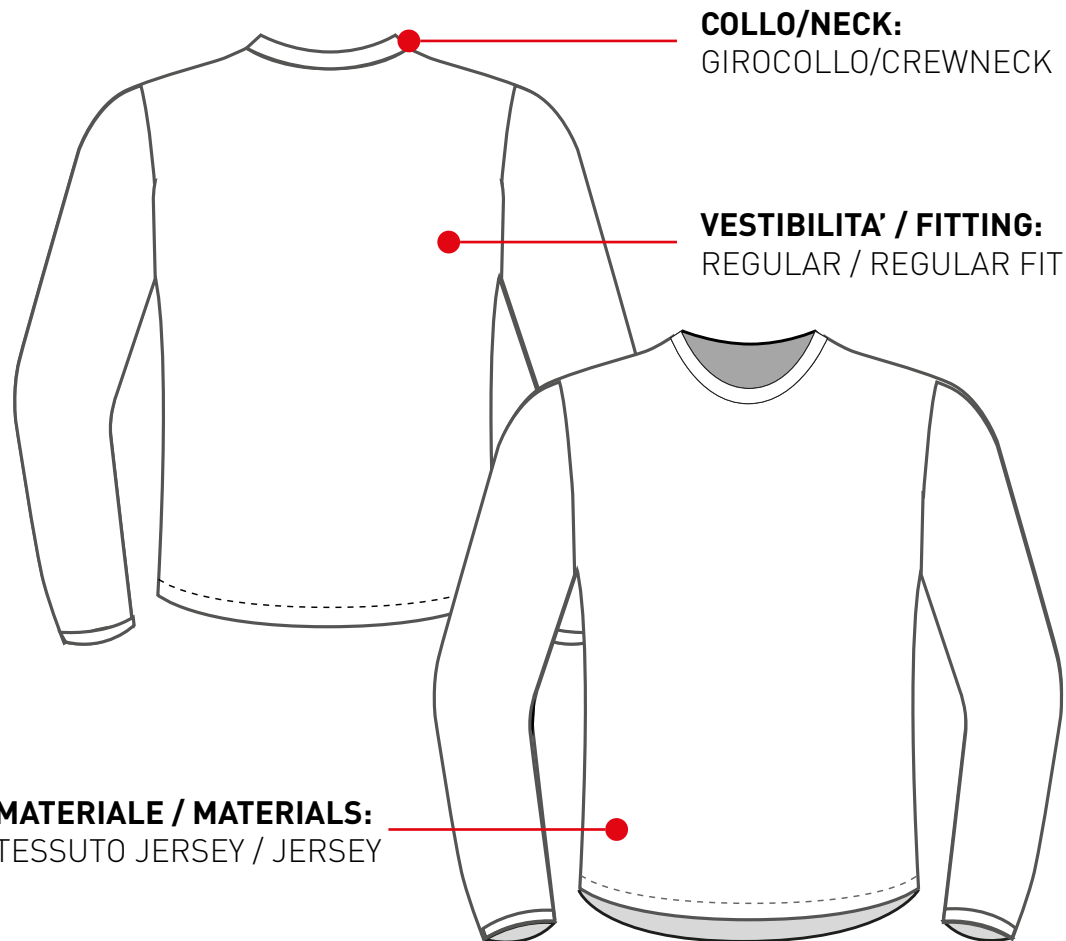 COLLO/NECK:
GIROCOLLO/CREWNECK
VESTIBILITA’ / FITTING:
REGULAR / REGULAR FIT
MATERIALE / MATERIALS:
TESSUTO JERSEY / JERSEY